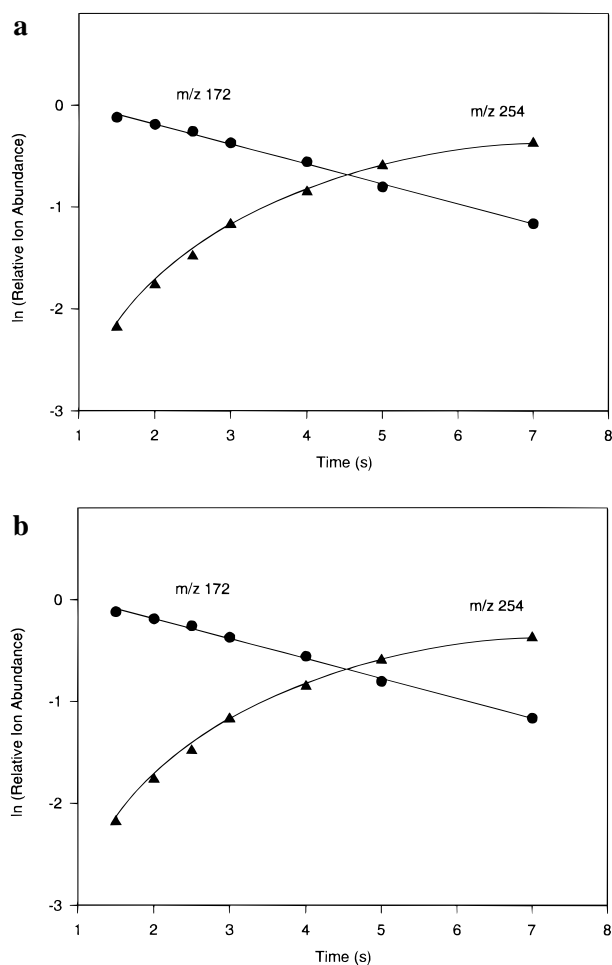 a
m/z 172
m/z 254
0
-1
-2
-3
ln (Relative Ion Abundance)
1 2 3 4 5 6 7 8
Time (s)
b
m/z 172
m/z 254
0
-1
-2
-3
ln (Relative Ion Abundance)
1 2 3 4 5 6 7 8
Time (s)